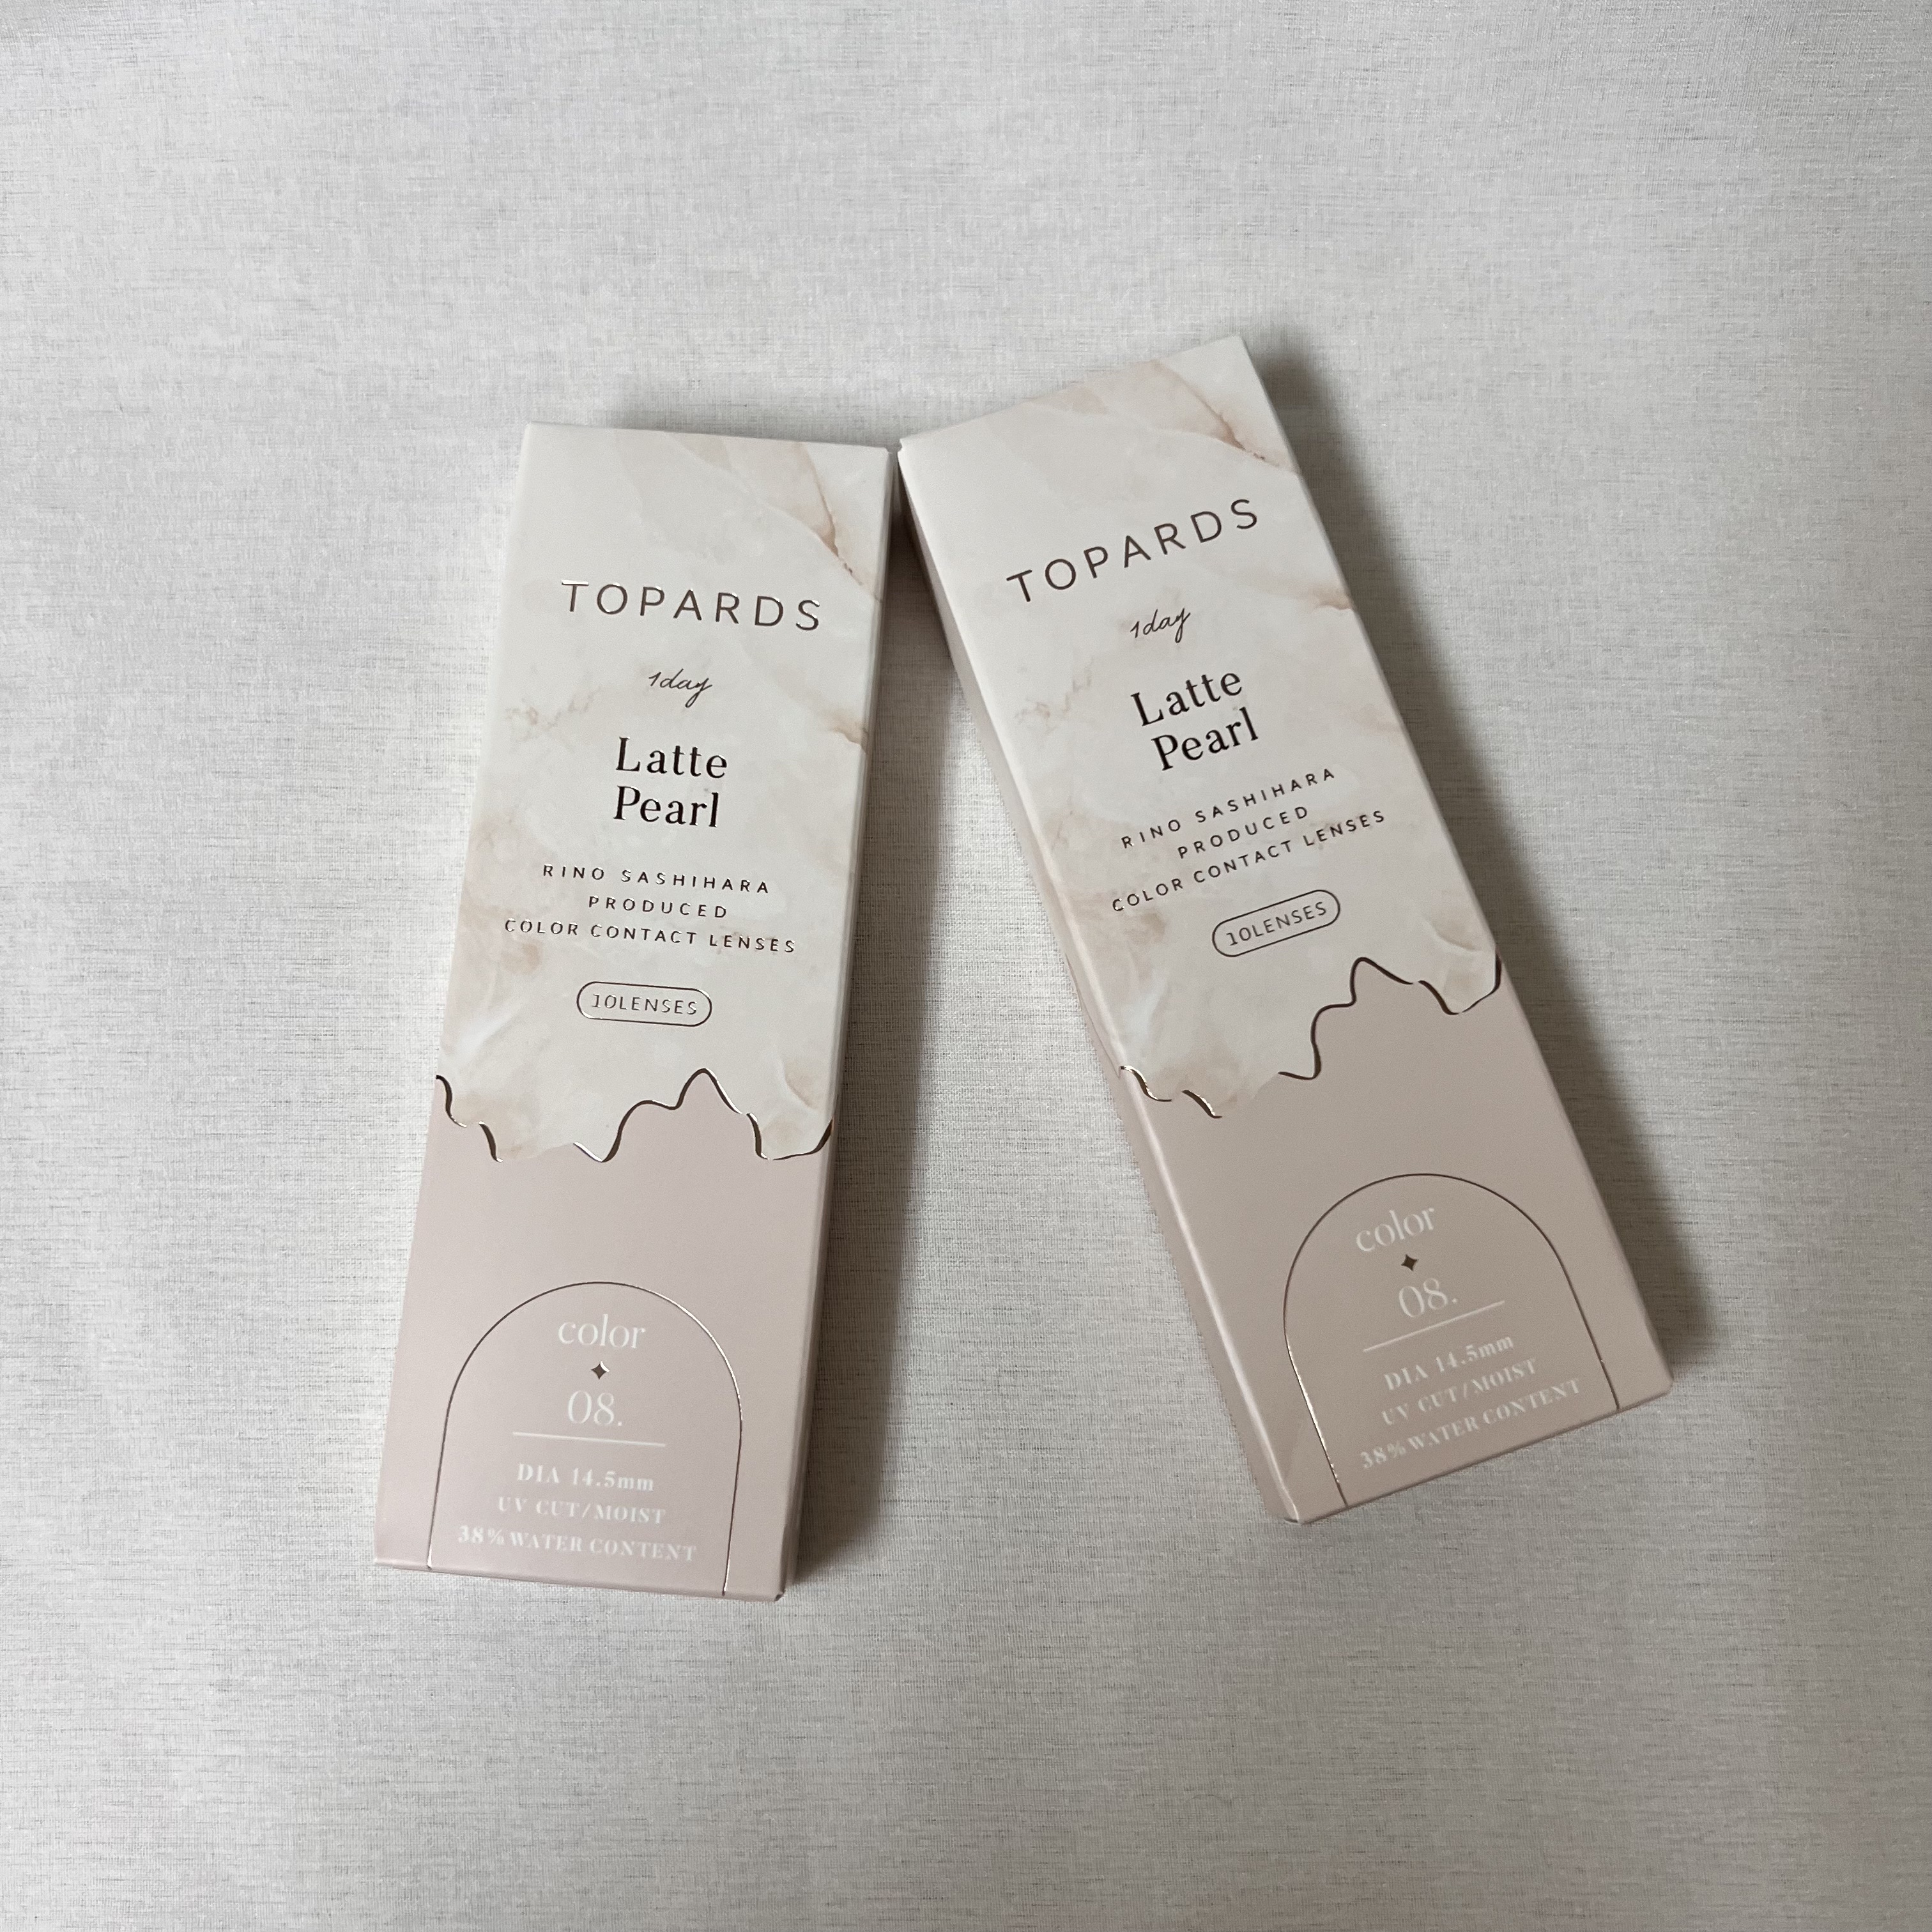 TOPARDS
1day
Latte
Pearl
RINO SASHIHARA
PRODUCED
COLOR CONTACT LENSES
10LENSES
color
08.
DIA 14.5mm
UV CUT/MOIST
38% WATER CONTENT
TOPARDS
1day
Latte
Pearl
RINO SASHIHARA
PRODUCED
COLOR CONTACT LENSES
10LENSES
color
08.
DIA 14.5mm
UV CUT/MOIST
38% WATER CONTENT